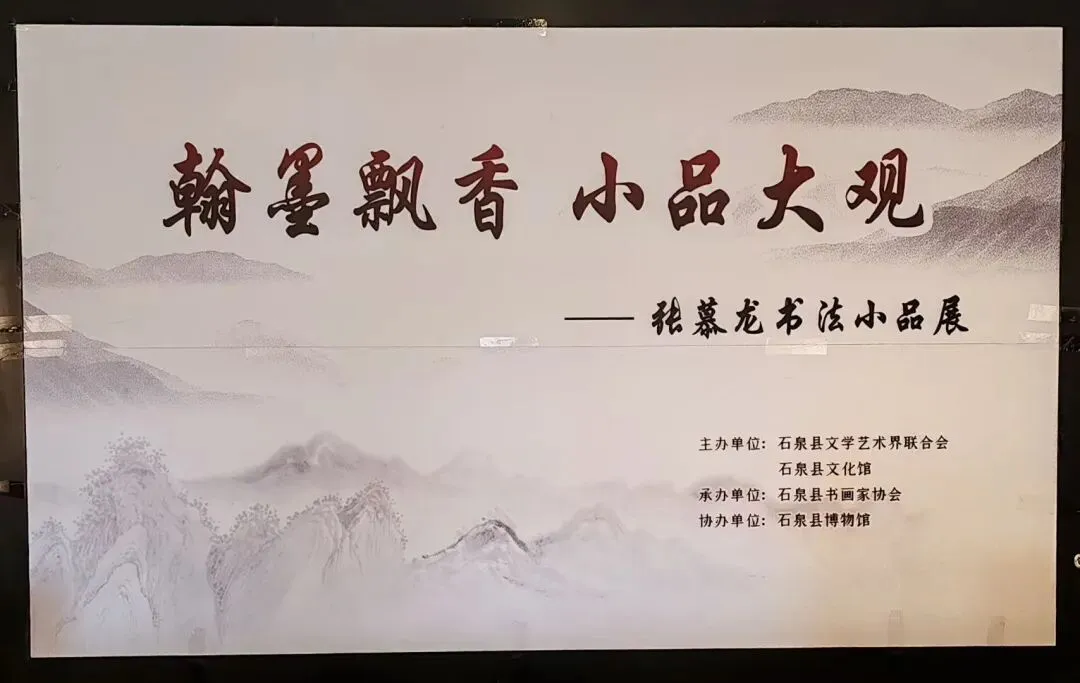 翰墨飘香 小品大观
——张慕龙书法小品展
主办单位：石泉县文学艺术界联合会
石泉县文化馆
承办单位：石泉县书画家协会
协办单位：石泉县博物馆